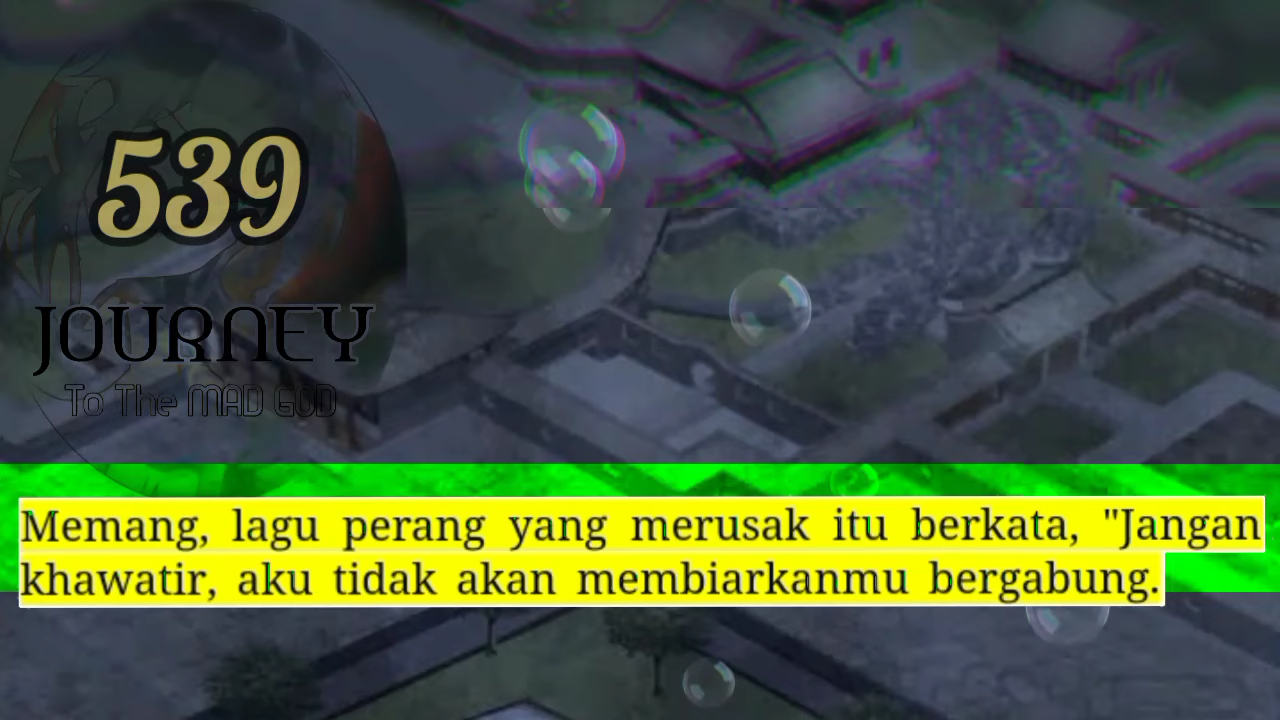 539
JOURNEY
To The MAD GOD
Memang, lagu perang yang merusak itu berkata, "Jangan
khawatir, aku tidak akan membiarkanmu bergabung.